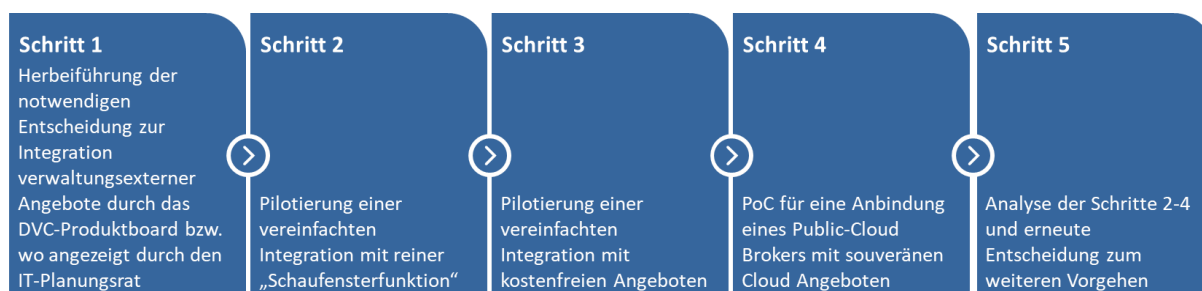 Schritt 1
Herbeiführung der
notwendigen
Entscheidung zur
Integration
verwaltungsexterner
Angebote durch das
DVC-Produktboard bzw.
wo angezeigt durch den
IT-Planungsrat
Schritt 2
Pilotierung einer
vereinfachten
Integration mit reiner
„Schaufensterfunktion“
Schritt 3
Pilotierung einer
vereinfachten
Integration mit
kostenfreien Angeboten
Schritt 4
PoC für eine Anbindung
eines Public-Cloud
Brokers mit souveränen
Cloud Angeboten
Schritt 5
Analyse der Schritte 2-4
und erneute
Entscheidung zum
weiteren Vorgehen